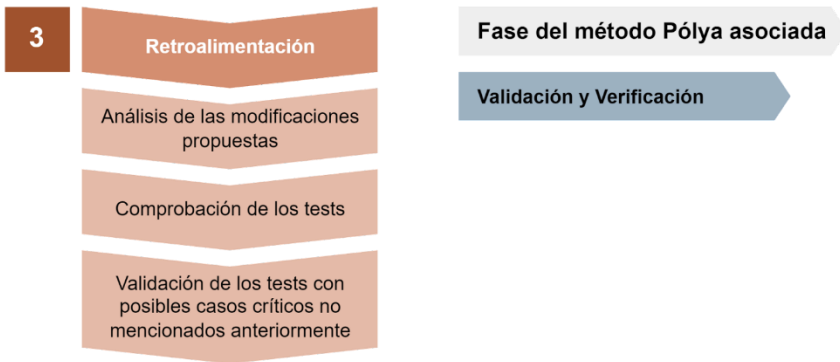 3
Retroalimentación
Análisis de las modificaciones
propuestas
Comprobación de los tests
Validación de los tests con
posibles casos críticos no
mencionados anteriormente
Fase del método Pólya asociada
Validación y Verificación